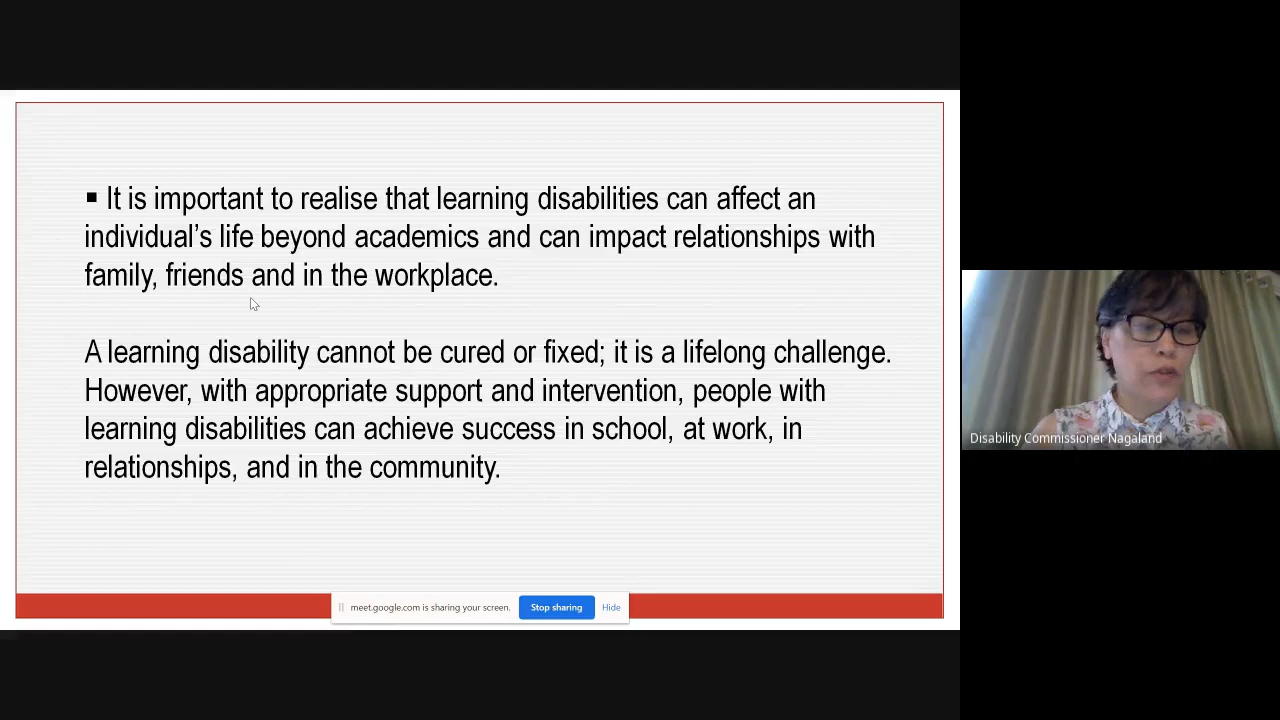 ▪ It is important to realise that learning disabilities can affect an
individual’s life beyond academics and can impact relationships with
family, friends and in the workplace.
A learning disability cannot be cured or fixed; it is a lifelong challenge.
However, with appropriate support and intervention, people with
learning disabilities can achieve success in school, at work, in
relationships, and in the community.
meet.google.com is sharing your screen. Stop sharing Hide
Disability Commissioner Nagaland